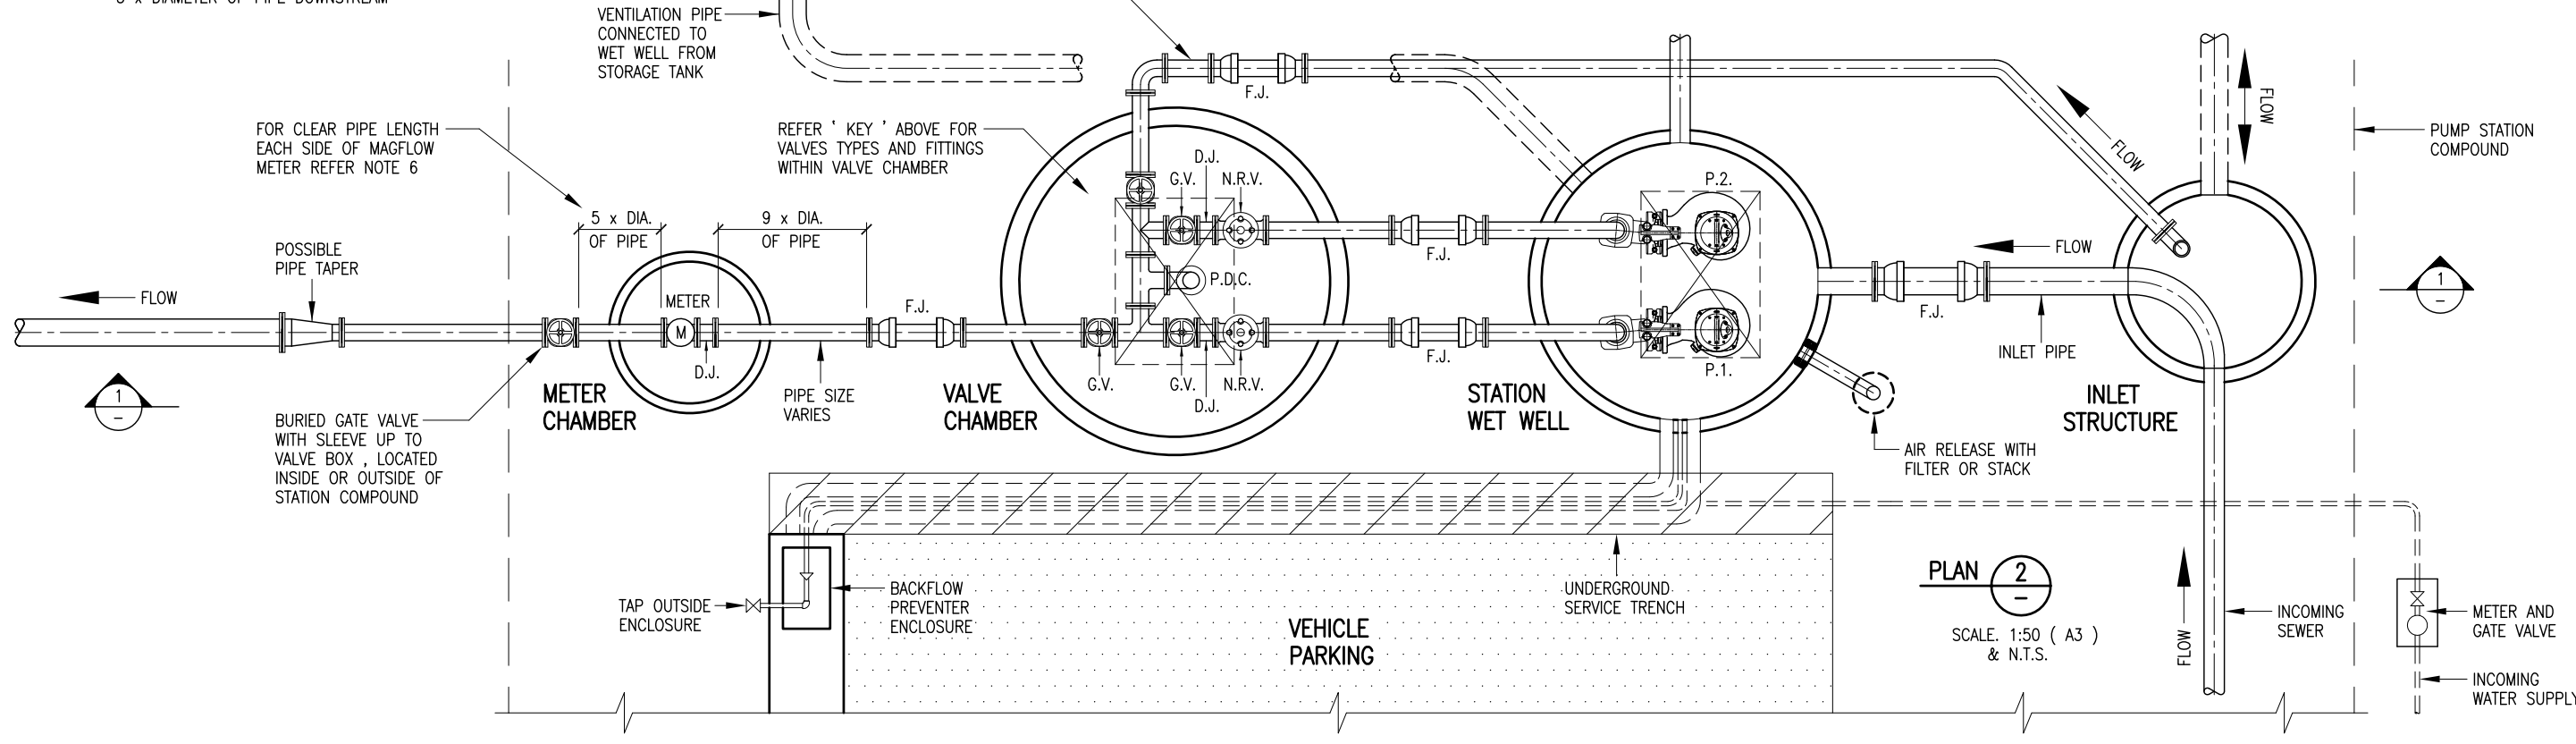 VENTILATION PIPE
CONNECTED TO
WET WELL FROM
STORAGE TANK
FOR CLEAR PIPE LENGTH
EACH SIDE OF MAGFLOW
METER REFER NOTE 6
REFER ' KEY ' ABOVE FOR
VALVES TYPES AND FITTINGS
WITHIN VALVE CHAMBER
F.J.
D.J.
G.V.
N.R.V.
P.2.
FLOW
FLOW
PUMP STATION
COMPOUND
5 x DIA.
OF PIPE
9 x DIA.
OF PIPE
POSSIBLE
PIPE TAPER
FLOW
METER
M
D.J.
F.J.
P.D.C.
F.J.
FLOW
F.J.
INLET PIPE
1
–
1
–
G.V.
G.V.
N.R.V.
D.J.
F.J.
P.1.
PIPE SIZE
VARIES
METER
CHAMBER
VALVE
CHAMBER
STATION
WET WELL
INLET
STRUCTURE
BURIED GATE VALVE
WITH SLEEVE UP TO
VALVE BOX , LOCATED
INSIDE OR OUTSIDE OF
STATION COMPOUND
AIR RELEASE WITH
FILTER OR STACK
TAP OUTSIDE
ENCLOSURE
BACKFLOW
PREVENTER
ENCLOSURE
VEHICLE
PARKING
UNDERGROUND
SERVICE TRENCH
PLAN
2
–
SCALE. 1:50 ( A3 )
& N.T.S.
FLOW
INCOMING
SEWER
METER AND
GATE VALVE
INCOMING
WATER SUPPLY